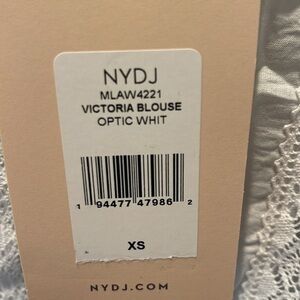 NYDJ
MLAW4221
VICTORIA BLOUSE
OPTIC WHIT
1 94477 47986 2
XS
NYDJ.COM